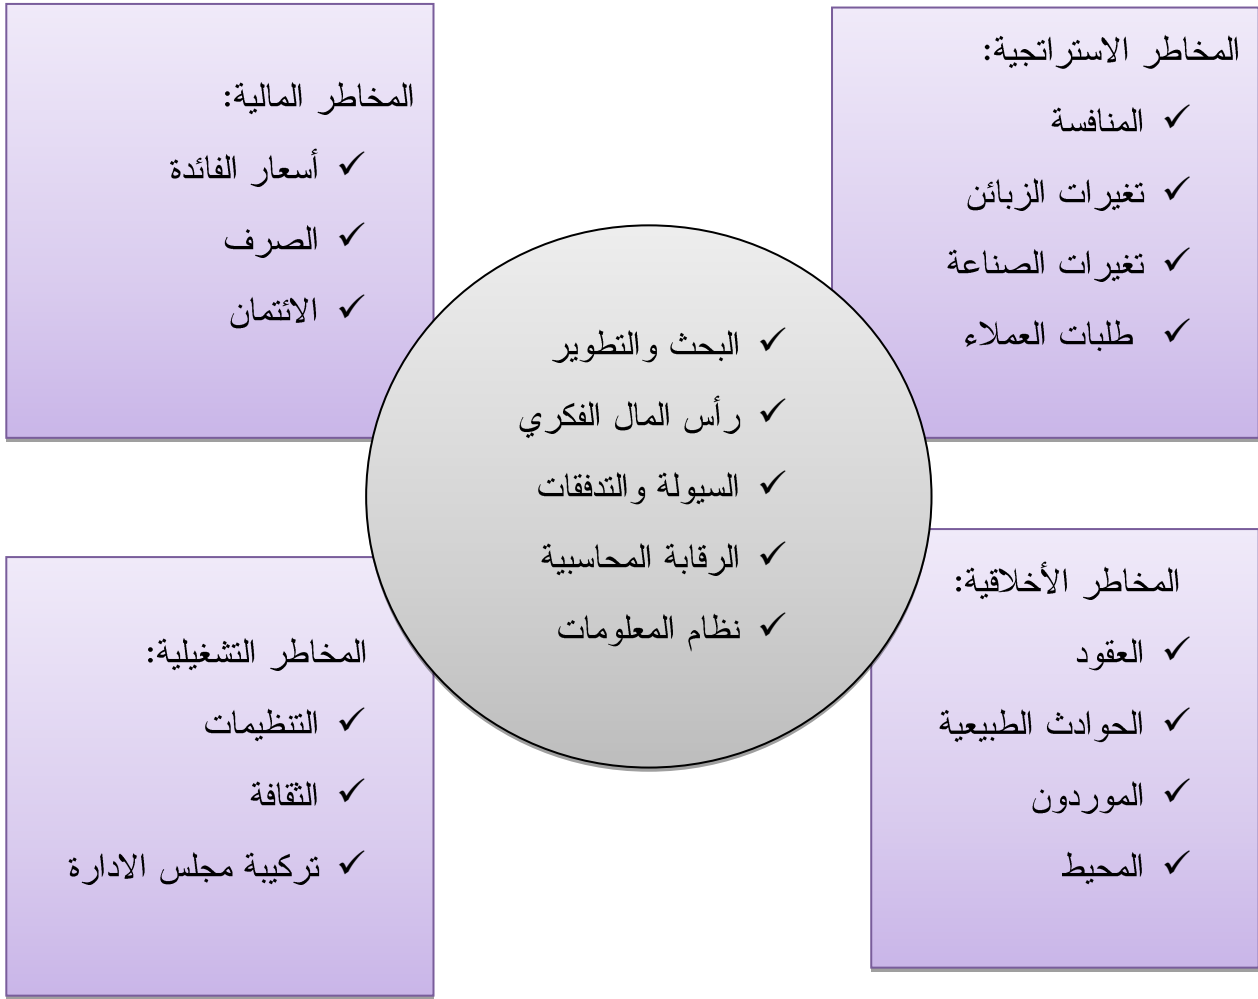 المخاطر الاستراتجية:
✓ المنافسة
✓ تغيرات الزبائن
✓ تغيرات الصناعة
✓ طلبات العملاء
المخاطر المالية:
✓ أسعار الفائدة
✓ الصرف
✓ الائتمان
✓ البحث والتطوير
✓ رأس المال الفكري
✓ السيولة والتدفقات
✓ الرقابة المحاسبية
✓ نظام المعلومات
المخاطر الأخلاقية:
✓ العقود
✓ الحوادث الطبيعية
✓ الموردون
✓ المحيط
المخاطر التشغيلية:
✓ التنظيمات
✓ الثقافة
✓ تركيبة مجلس الادارة